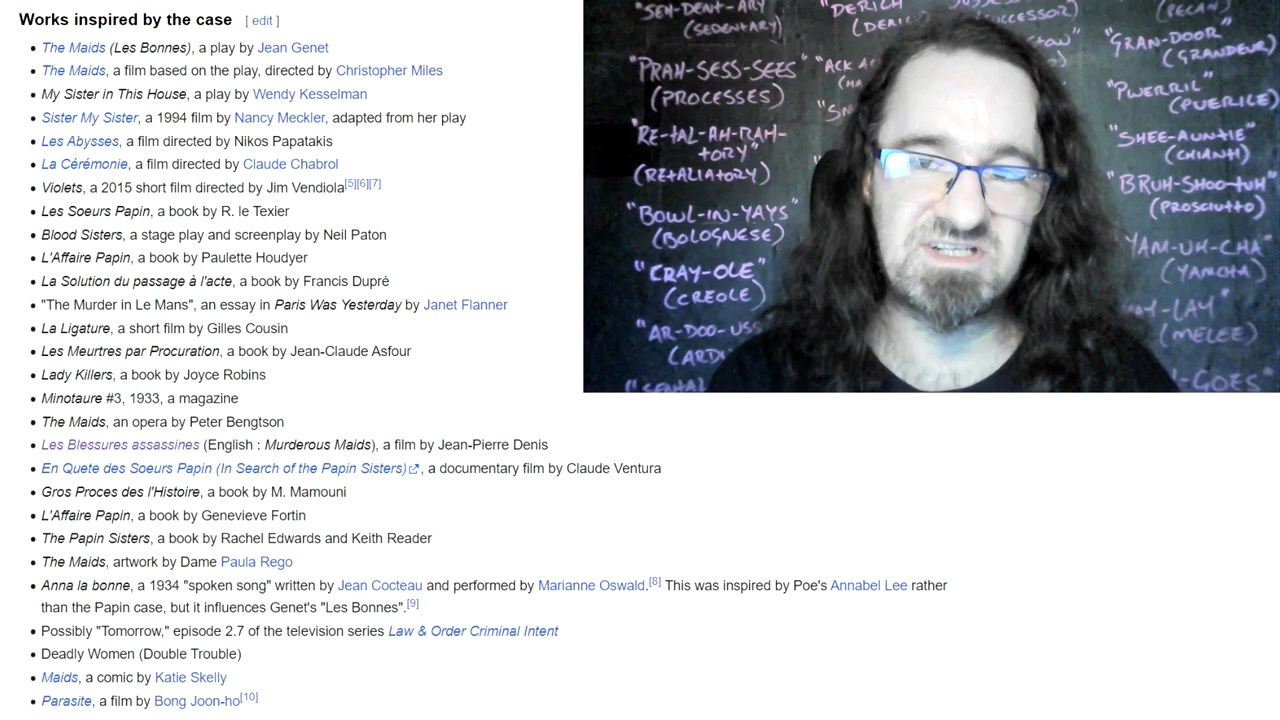 Works inspired by the case [ edit ]
• The Maids (Les Bonnes), a play by Jean Genet
• The Maids, a film based on the play, directed by Christopher Miles
• My Sister in This House, a play by Wendy Kesselman
• Sister My Sister, a 1994 film by Nancy Meckler, adapted from her play
• Les Abysses, a film directed by Nikos Papatakis
• La Cérémonie, a film directed by Claude Chabrol
• Violets, a 2015 short film directed by Jim Vendiola[5][6][7]
• Les Soeurs Papin, a book by R. le Texier
• Blood Sisters, a stage play and screenplay by Neil Paton
• L'Affaire Papin, a book by Paulette Houdyer
• La Solution du passage à l'acte, a book by Francis Dupré
• "The Murder in Le Mans", an essay in Paris Was Yesterday by Janet Flanner
• La Ligature, a short film by Gilles Cousin
• Les Meurtres par Procuration, a book by Jean-Claude Asfour
• Lady Killers, a book by Joyce Robins
• Minotaure #3, 1933, a magazine
• The Maids, an opera by Peter Bengtson
• Les Blessures assassines (English : Murderous Maids), a film by Jean-Pierre Denis
• En Quete des Soeurs Papin (In Search of the Papin Sisters), a documentary film by Claude Ventura
• Gros Proces des l'Histoire, a book by M. Mamouni
• L'Affaire Papin, a book by Genevieve Fortin
• The Papin Sisters, a book by Rachel Edwards and Keith Reader
• The Maids, artwork by Dame Paula Rego
• Anna la bonne, a 1934 "spoken song" written by Jean Cocteau and performed by Marianne Oswald.[8] This was inspired by Poe's Annabel Lee rather
than the Papin case, but it influences Genet's "Les Bonnes".[9]
• Possibly "Tomorrow," episode 2.7 of the television series Law & Order Criminal Intent
• Deadly Women (Double Trouble)
• Maids, a comic by Katie Skelly
• Parasite, a film by Bong Joon-ho[10]
"SEN-DENT-ARY
(SEDENTARY)
"PRAH-SESS-SEES"
(PROCESSES)
"RE-TAL-AH-RAH-
TORY"
(RETALIATORY)
"BOWL-IN-YAYS"
(BOLOGNESE)
"CRAY-OLE"
(CREOLE)
"AR-DOO-USS
"DERICH
(PECAN)
"GRAN-DOOR"
(GRANDEUR)
"PWERRIL"
(PUERILE)
"SHEE-AUNTIE"
(CHIANTI)
"BRUH-SHOO-TUH"
(PROSCIUTTO)
YAM-UH-CHA"
(YAMCHA)
(MELEE)
-GOES"